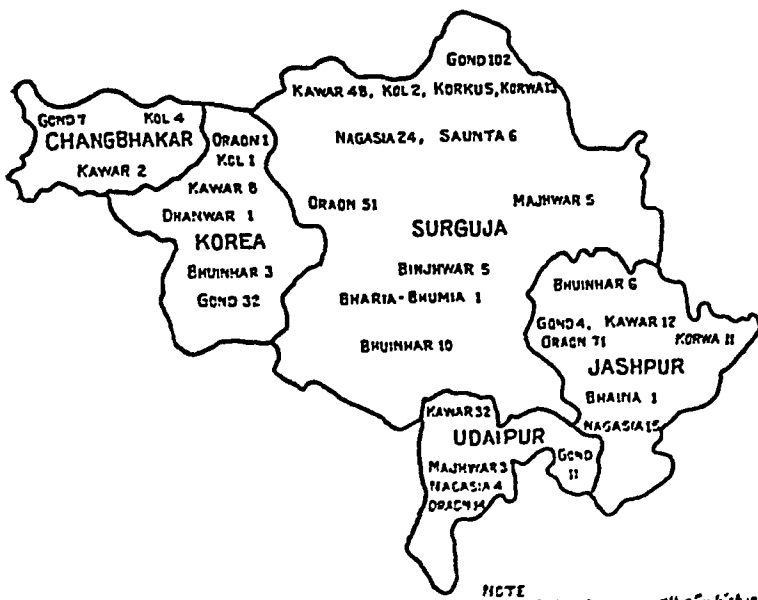 GOND 102
KAWAR 48, KOL 2, KORKU 5, KORWA 13
NAGASIA 24, SAUNTA 6
ORAON 51
MAJHWAR 5
SURGUJA
BINJHWAR 5
BHARIA-BHUMIA 1
BHUINHAR 10
GOND 7
KOL 4
CHANGBHAKAR
KAWAR 2
ORAON 1
KOL 1
KAWAR 8
DHANWAR 1
KOREA
BHUINHAR 3
GOND 32
BHUINHAR 6
GOND 4, KAWAR 12
ORAON 71
KORWA 11
JASHPUR
BHAINA 1
NAGASIA 15
KAWAR 32
UDAIPUR
GOND
11
MAJHWAR 3
NAGASIA 4
ORAON 14
NOTE